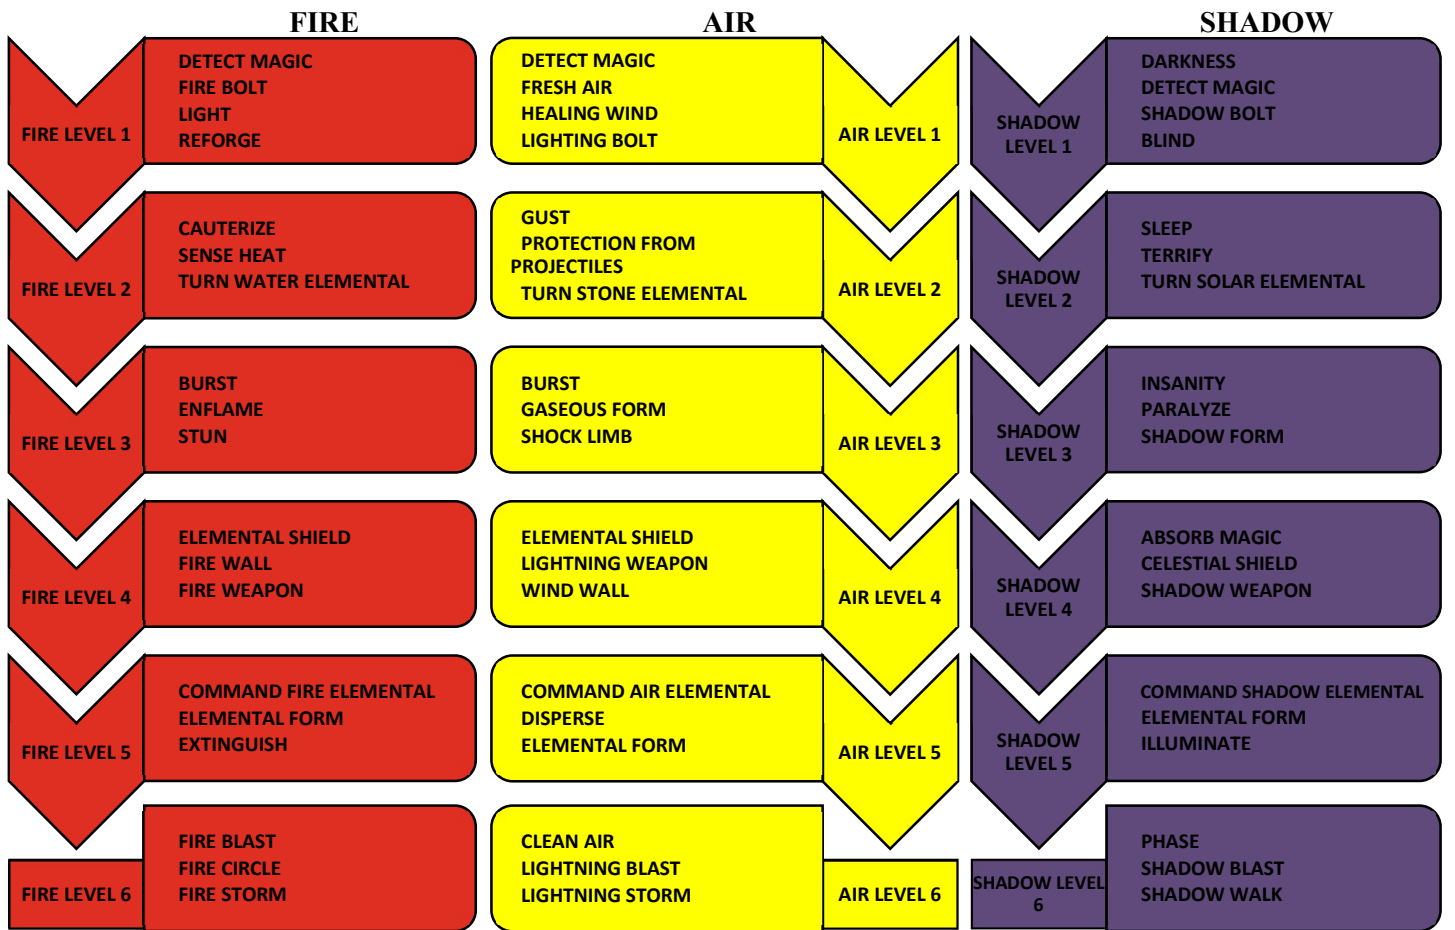 FIRE
AIR
SHADOW
FIRE LEVEL 1
DETECT MAGIC
FIRE BOLT
LIGHT
REFORGE
DETECT MAGIC
FRESH AIR
HEALING WIND
LIGHTING BOLT
AIR LEVEL 1
SHADOW
LEVEL 1
DARKNESS
DETECT MAGIC
SHADOW BOLT
BLIND
FIRE LEVEL 2
CAUTERIZE
SENSE HEAT
TURN WATER ELEMENTAL
GUST
PROTECTION FROM
PROJECTILES
TURN STONE ELEMENTAL
AIR LEVEL 2
SHADOW
LEVEL 2
SLEEP
TERRIFY
TURN SOLAR ELEMENTAL
FIRE LEVEL 3
BURST
ENFLAME
STUN
BURST
GASEOUS FORM
SHOCK LIMB
AIR LEVEL 3
SHADOW
LEVEL 3
INSANITY
PARALYZE
SHADOW FORM
FIRE LEVEL 4
ELEMENTAL SHIELD
FIRE WALL
FIRE WEAPON
ELEMENTAL SHIELD
LIGHTNING WEAPON
WIND WALL
AIR LEVEL 4
SHADOW
LEVEL 4
ABSORB MAGIC
CELESTIAL SHIELD
SHADOW WEAPON
FIRE LEVEL 5
COMMAND FIRE ELEMENTAL
ELEMENTAL FORM
EXTINGUISH
COMMAND AIR ELEMENTAL
DISPERSE
ELEMENTAL FORM
AIR LEVEL 5
SHADOW
LEVEL 5
COMMAND SHADOW ELEMENTAL
ELEMENTAL FORM
ILLUMINATE
FIRE LEVEL 6
FIRE BLAST
FIRE CIRCLE
FIRE STORM
CLEAN AIR
LIGHTNING BLAST
LIGHTNING STORM
AIR LEVEL 6
SHADOW LEVEL
6
PHASE
SHADOW BLAST
SHADOW WALK